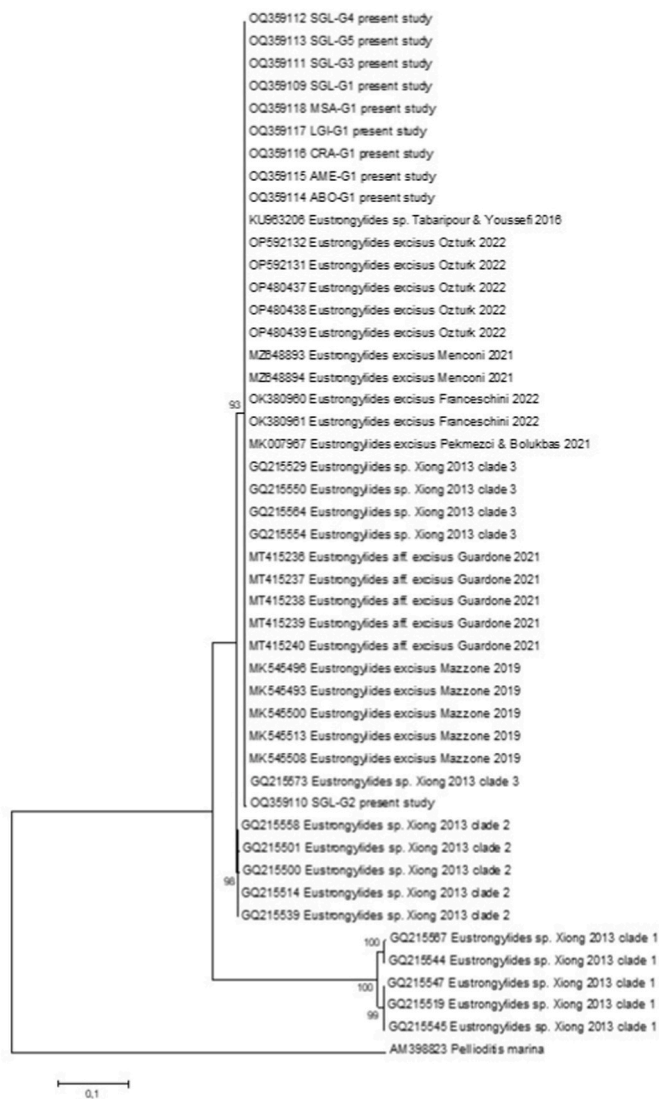 OQ359112 SGL-G4 present study
OQ359113 SGL-G5 present study
OQ359111 SGL-G3 present study
OQ359109 SGL-G1 present study
OQ359118 MSA-G1 present study
OQ359117 LGI-G1 present study
OQ359116 CRA-G1 present study
OQ359115 AME-G1 present study
OQ359114 ABO-G1 present study
KU963206 Eustrongylides sp. Tabaripour & Youssefi 2016
OP592132 Eustrongylides excisus Ozturk 2022
OP592131 Eustrongylides excisus Ozturk 2022
OP480437 Eustrongylides excisus Ozturk 2022
OP480438 Eustrongylides excisus Ozturk 2022
OP480439 Eustrongylides excisus Ozturk 2022
MZ648893 Eustrongylides excisus Menconi 2021
MZ648894 Eustrongylides excisus Menconi 2021
OK380960 Eustrongylides excisus Franceschini 2022
93
OK380961 Eustrongylides excisus Franceschini 2022
MK007967 Eustrongylides excisus Pekmezci & Bolukbas 2021
GQ215529 Eustrongylides sp. Xiong 2013 clade 3
GQ215550 Eustrongylides sp. Xiong 2013 clade 3
GQ215564 Eustrongylides sp. Xiong 2013 clade 3
GQ215554 Eustrongylides sp. Xiong 2013 clade 3
MT415236 Eustrongylides aff. excisus Guardone 2021
MT415237 Eustrongylides aff. excisus Guardone 2021
MT415238 Eustrongylides aff. excisus Guardone 2021
MT415239 Eustrongylides aff. excisus Guardone 2021
MT415240 Eustrongylides aff. excisus Guardone 2021
MK545496 Eustrongylides excisus Mazzone 2019
MK545493 Eustrongylides excisus Mazzone 2019
MK545500 Eustrongylides excisus Mazzone 2019
MK545513 Eustrongylides excisus Mazzone 2019
MK545508 Eustrongylides excisus Mazzone 2019
GQ215573 Eustrongylides sp. Xiong 2013 clade 3
OQ359110 SGL-G2 present study
GQ215558 Eustrongylides sp. Xiong 2013 clade 2
GQ215501 Eustrongylides sp. Xiong 2013 clade 2
GQ215500 Eustrongylides sp. Xiong 2013 clade 2
98
GQ215514 Eustrongylides sp. Xiong 2013 clade 2
GQ215539 Eustrongylides sp. Xiong 2013 clade 2
GQ215567 Eustrongylides sp. Xiong 2013 clade 1
100
GQ215544 Eustrongylides sp. Xiong 2013 clade 1
GQ215547 Eustrongylides sp. Xiong 2013 clade 1
100
GQ215519 Eustrongylides sp. Xiong 2013 clade 1
99
GQ215545 Eustrongylides sp. Xiong 2013 clade 1
AM398823 Pellioditis marina
0,1